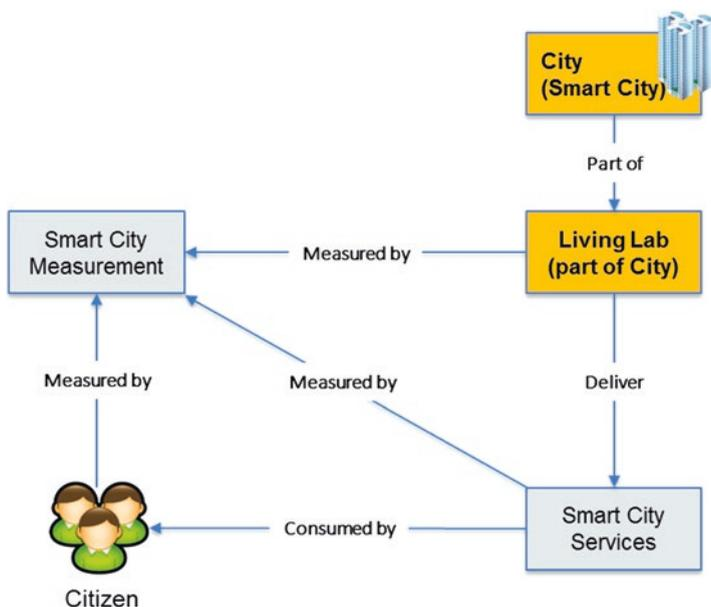 City
(Smart City)
Part of
Smart City
Measurement
Measured by
Living Lab
(part of City)
Measured by
Measured by
Deliver
Consumed by
Smart City
Services
Citizen